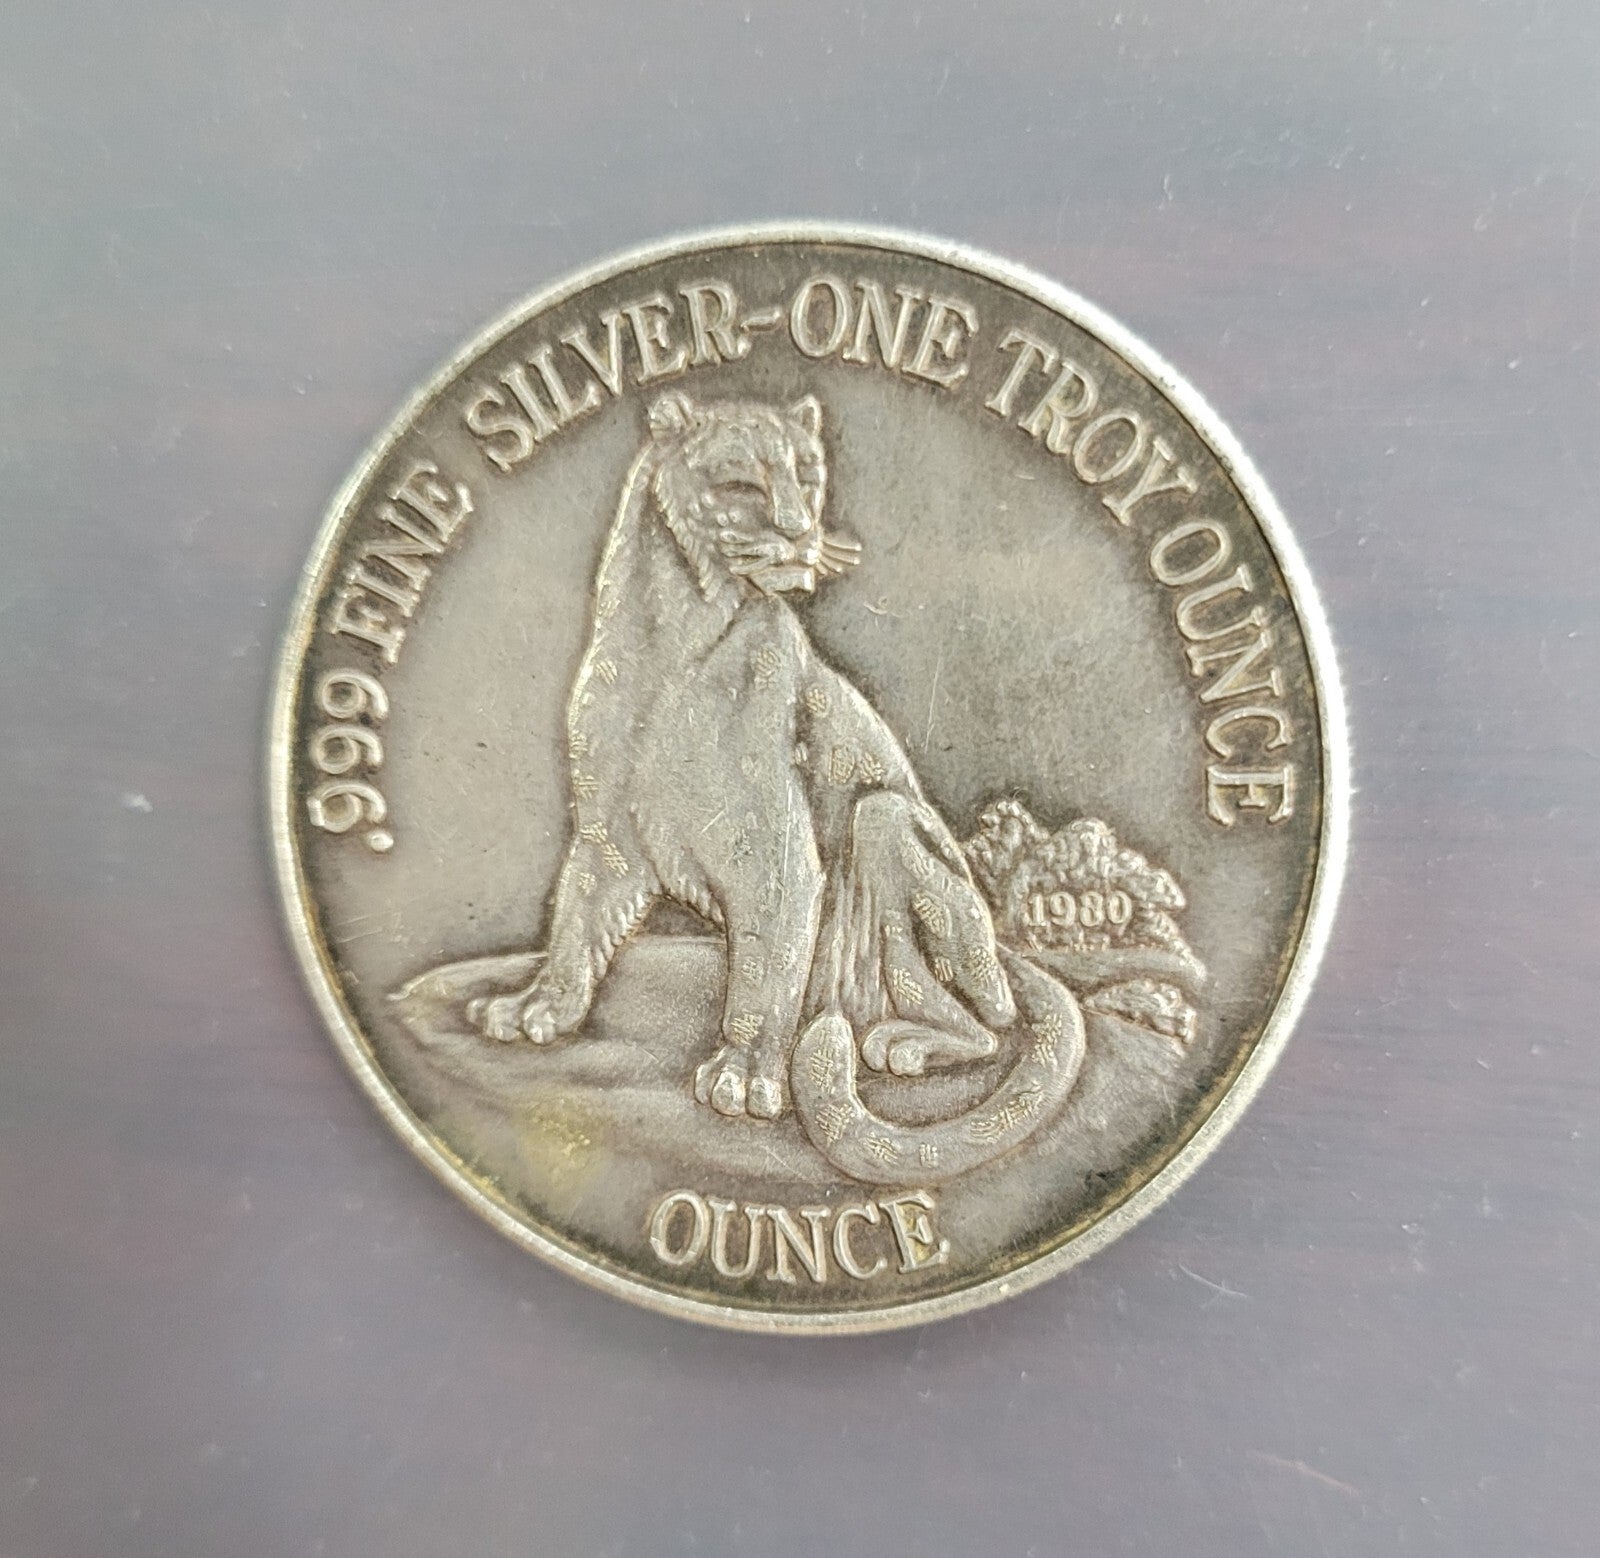 .999 FINE SILVER-ONE TROY OUNCE
1980
OUNCE